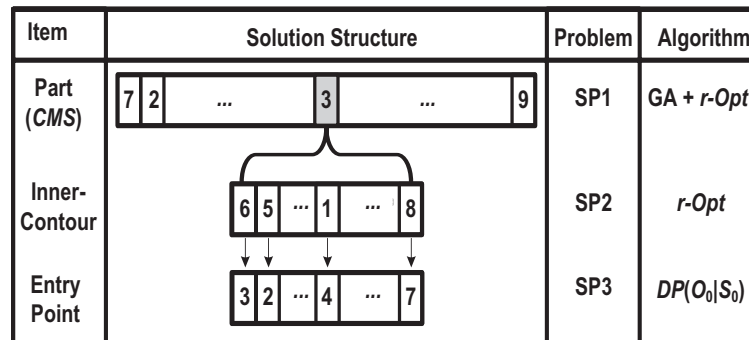 Item Solution Structure Problem Algorithm
Part
(CMS)
7 2 ... 3 ... 9
SP1 GA + r-Opt
Inner-
Contour
6 5 ... 1 ... 8
SP2 r-Opt
Entry
Point
3 2 ... 4 ... 7
SP3 DP(O₀|S₀)